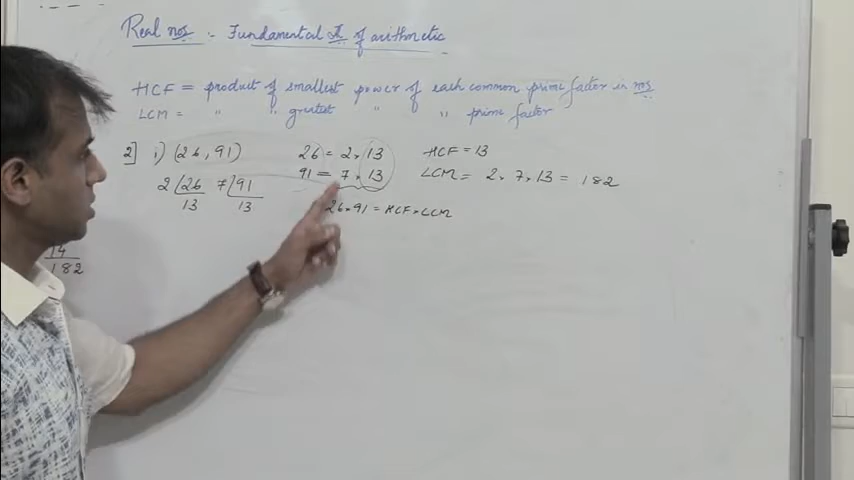 Real nos :- Fundamental Th of arithmetic
HCF = product of smallest power of each common prime factor in nos.
LCM = " " greatest " " prime factor
2] i) (26, 91) 26 = 2 × 13 HCF = 13
91 = 7 × 13 LCM = 2 × 7 × 13 = 182
2 26 7 91
13 13
26 × 91 = HCF × LCM
14
182